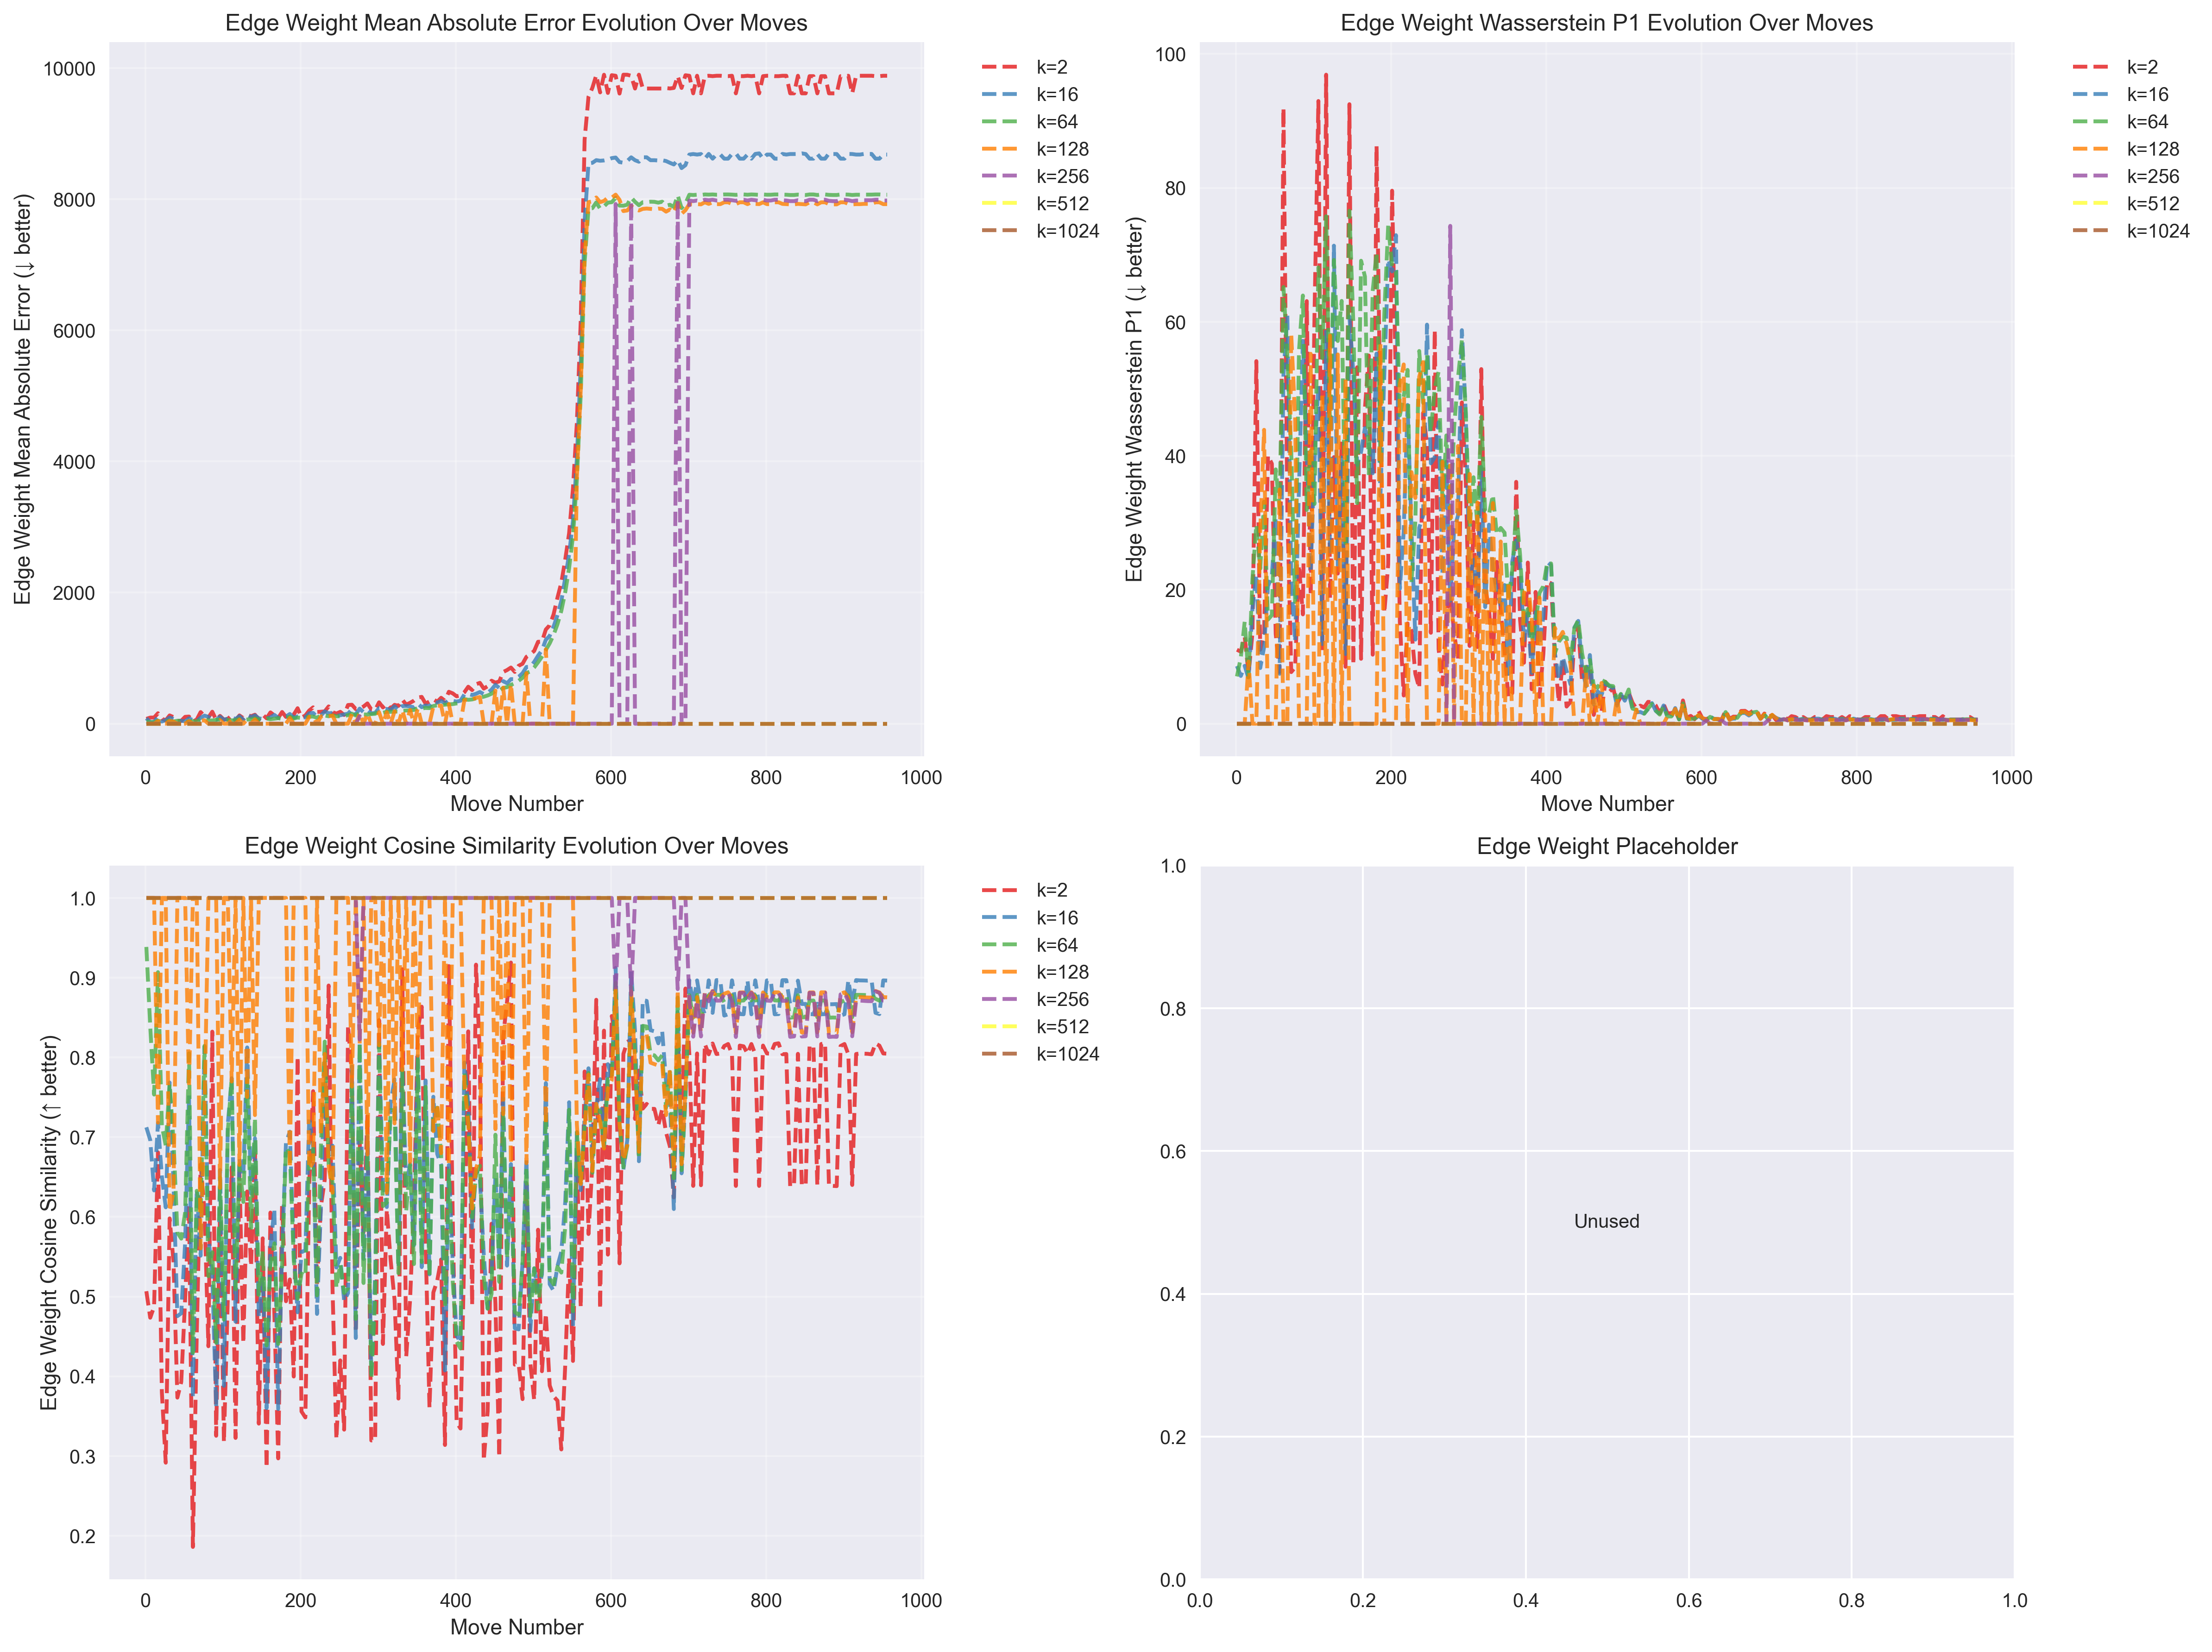 Edge Weight Mean Absolute Error Evolution Over Moves
Edge Weight Mean Absolute Error (↓ better)
10000
8000
6000
4000
2000
0
0
200
400
600
800
1000
Move Number
k=2
k=16
k=64
k=128
k=256
k=512
k=1024
Edge Weight Wasserstein P1 Evolution Over Moves
Edge Weight Wasserstein P1 (↓ better)
100
80
60
40
20
0
0
200
400
600
800
1000
Move Number
k=2
k=16
k=64
k=128
k=256
k=512
k=1024
Edge Weight Cosine Similarity Evolution Over Moves
Edge Weight Cosine Similarity (↑ better)
1.0
0.9
0.8
0.7
0.6
0.5
0.4
0.3
0.2
0
200
400
600
800
1000
Move Number
k=2
k=16
k=64
k=128
k=256
k=512
k=1024
Edge Weight Placeholder
1.0
0.8
0.6
0.4
0.2
0.0
Unused
0.0
0.2
0.4
0.6
0.8
1.0